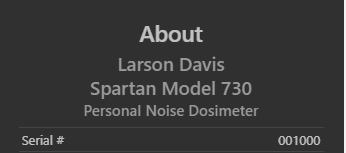 About
Larson Davis
Spartan Model 730
Personal Noise Dosimeter
Serial # 001000